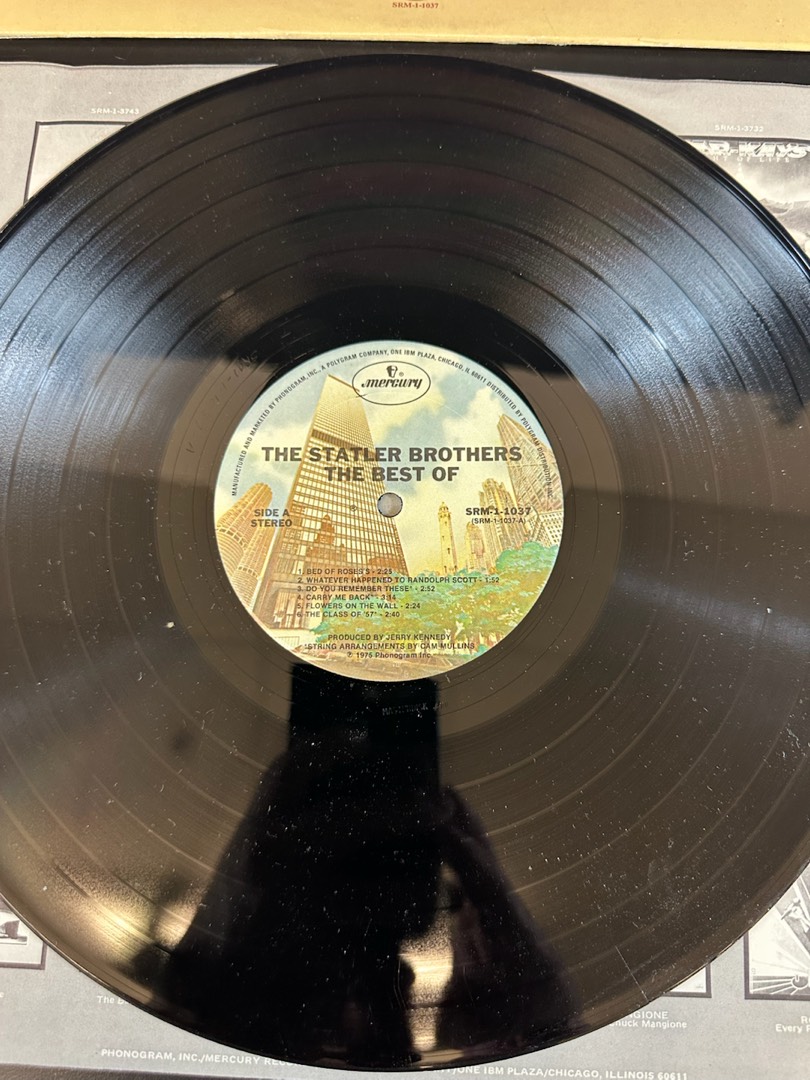 SRM-1-1037
SRM-1-3743
SRM-1-3732
MANUFACTURED AND MARKETED BY PHONOGRAM, INC., A POLYGRAM COMPANY, ONE IBM PLAZA, CHICAGO, IL 60611 DISTRIBUTED BY POLYGRAM DISTRIBUTION, INC.
mercury®
THE STATLER BROTHERS
THE BEST OF
SIDE A
STEREO
SRM-1-1037
(SRM-1-1037-A)
1. BED OF ROSES'S - 2:25
2. WHATEVER HAPPENED TO RANDOLPH SCOTT - 1:52
3. DO YOU REMEMBER THESE* - 2:52
4. CARRY ME BACK* - 3:14
5. FLOWERS ON THE WALL - 2:24
6. THE CLASS OF '57* - 2:40
PRODUCED BY JERRY KENNEDY
*STRING ARRANGEMENTS BY CAM MULLINS
℗ 1975 Phonogram Inc.
The
Chuck Mangione
Every
PHONOGRAM, INC./MERCURY
/ONE IBM PLAZA/CHICAGO, ILLINOIS 60611